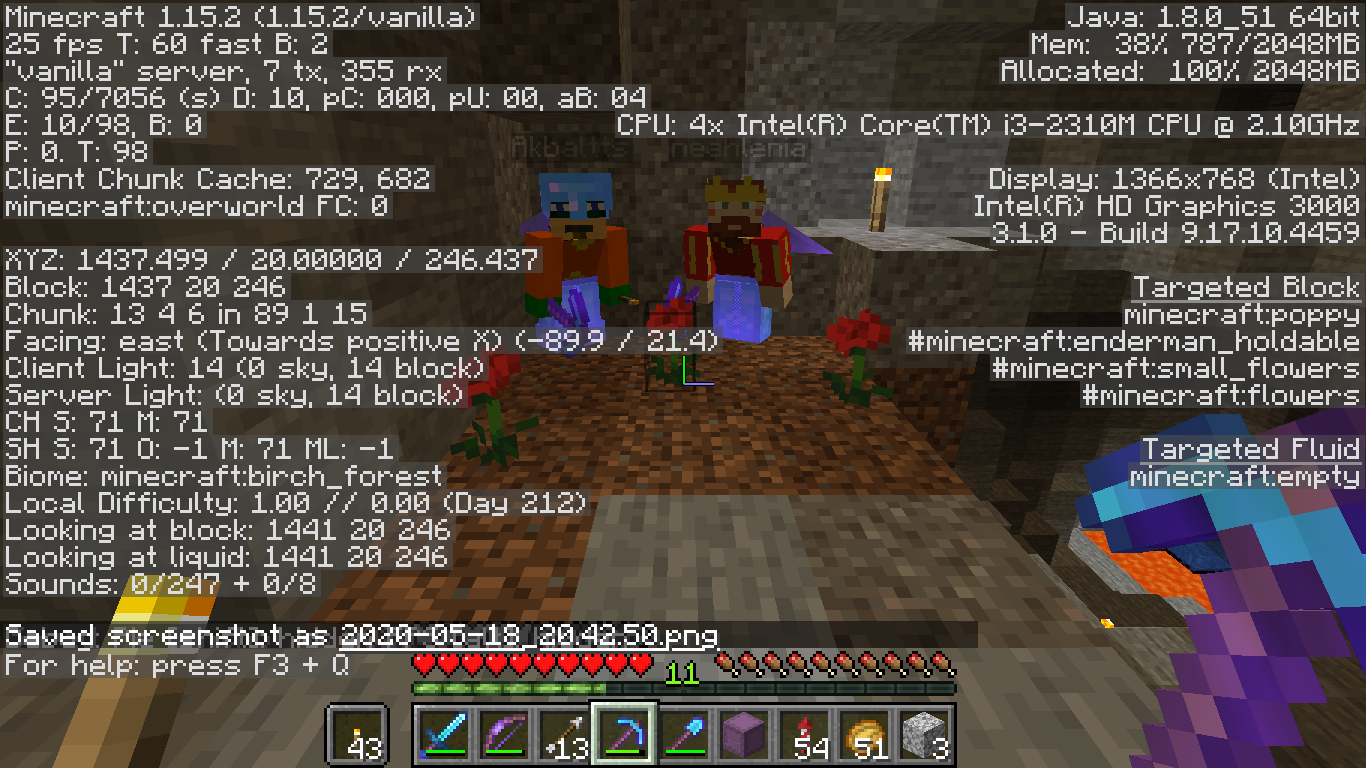 Minecraft 1.15.2 (1.15.2/vanilla)
25 fps T: 60 fast B: 2
"vanilla" server, 7 tx, 355 rx
C: 95/7056 (s) D: 10, pC: 000, pU: 00, aB: 04
E: 10/98, B: 0
P: 0. T: 98
Client Chunk Cache: 729, 682
minecraft:overworld FC: 0
XYZ: 1437.499 / 20.00000 / 246.437
Block: 1437 20 246
Chunk: 13 4 6 in 89 1 15
Facing: east (Towards positive X) (-89.9 / 21.4)
Client Light: 14 (0 sky, 14 block)
Server Light: (0 sky, 14 block)
CH S: 71 M: 71
SH S: 71 O: -1 M: 71 ML: -1
Biome: minecraft:birch_forest
Local Difficulty: 1.00 // 0.00 (Day 212)
Looking at block: 1441 20 246
Looking at liquid: 1441 20 246
Sounds: 0/247 + 0/8
Java: 1.8.0_51 64bit
Mem: 38% 787/2048MB
Allocated: 100% 2048MB
CPU: 4x Intel(R) Core(TM) i3-2310M CPU @ 2.10GHz
Display: 1366x768 (Intel)
Intel(R) HD Graphics 3000
3.1.0 - Build 9.17.10.4459
Targeted Block
minecraft:poppy
#minecraft:enderman_holdable
#minecraft:small_flowers
#minecraft:flowers
Targeted Fluid
minecraft:empty
neahlenia
Saved screenshot as 2020-05-18_20.42.50.png
For help: press F3 + Q
11
43
13
54
51
3